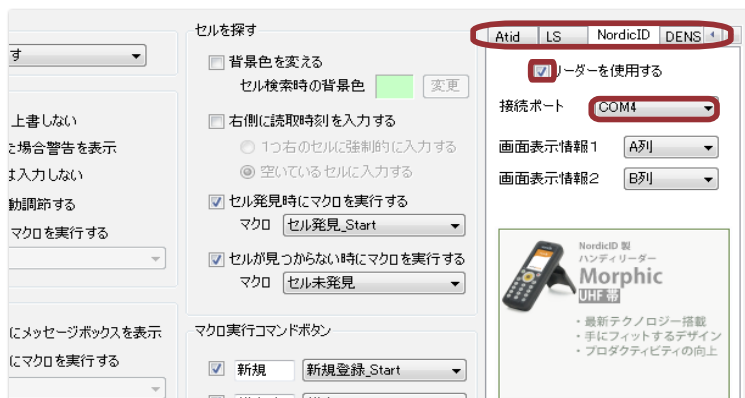 す
上書しない
た場合警告を表示
は入力しない
動調節する
マクロを実行する
にメッセージボックスを表示
にマクロを実行する
セルを探す
背景色を変える
セル検索時の背景色 変更
右側に読取時刻を入力する
1つ右のセルに強制的に入力する
空いているセルに入力する
セル発見時にマクロを実行する
マクロ セル発見_Start
セルが見つからない時にマクロを実行する
マクロ セル未発見
マクロ実行コマンドボタン
新規 新規登録_Start
Atid LS NordicID DENS
リーダーを使用する
接続ポート COM4
画面表示情報1 A列
画面表示情報2 B列
NordicID 製
ハンディリーダー
Morphic
UHF 帯
・最新テクノロジー搭載
・手にフィットするデザイン
・プロダクティビティの向上